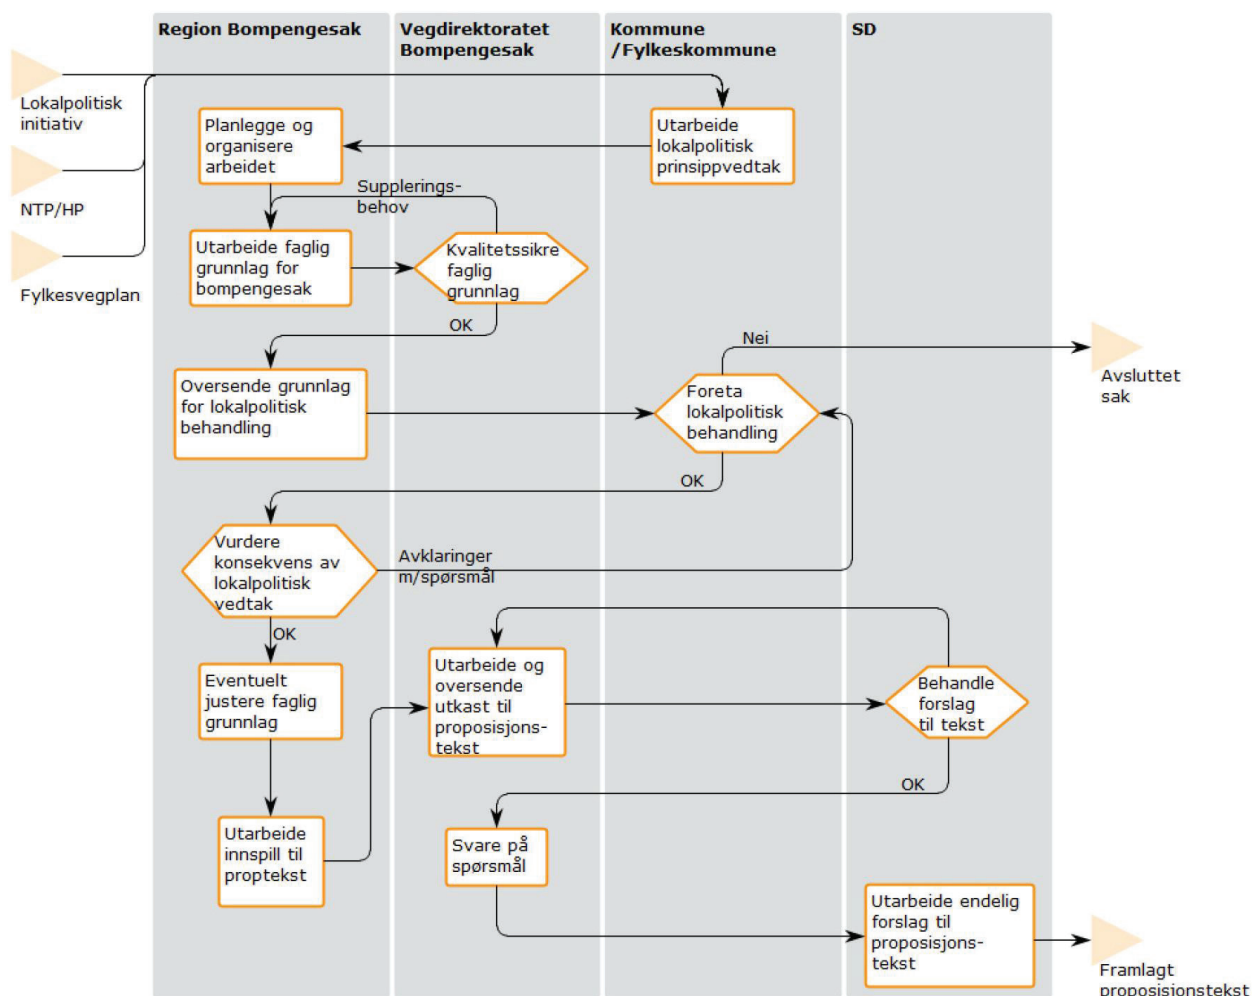 Region Bompengesak
Vegdirektoratet
Bompengesak
Kommune
/Fylkeskommune
SD
Lokalpolitisk
initiativ
NTP/HP
Fylkesvegplan
Planlegge og
organisere
arbeidet
Utarbeide
lokalpolitisk
prinsippvedtak
Supplerings-
behov
Utarbeide faglig
grunnlag for
bompengesak
Kvalitetssikre
faglig
grunnlag
OK
Nei
Avsluttet
sak
Oversende grunnlag
for lokalpolitisk
behandling
Foreta
lokalpolitisk
behandling
OK
Vurdere
konsekvens av
lokalpolitisk
vedtak
Avklaringer
m/spørsmål
OK
Eventuelt
justere faglig
grunnlag
Utarbeide og
oversende
utkast til
proposisjons-
tekst
Behandle
forslag
til tekst
OK
Utarbeide
innspill til
proptekst
Svare på
spørsmål
Utarbeide endelig
forslag til
proposisjons-
tekst
Framlagt
proposisjonstekst